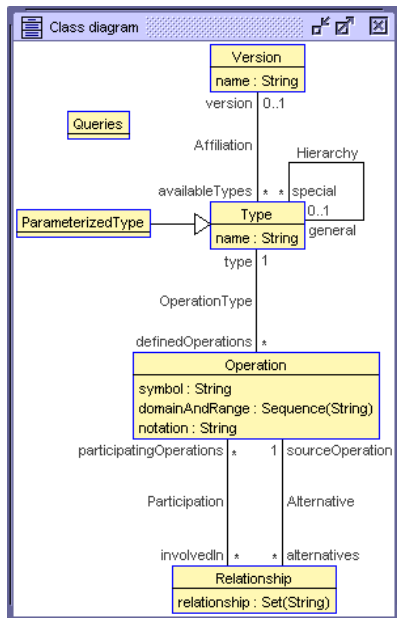 Class diagram
Version
name : String
version 0..1
Queries
Affiliation
Hierarchy
availableTypes * * special
ParameterizedType
Type
0..1
name : String
general
type 1
OperationType
definedOperations *
Operation
symbol : String
domainAndRange : Sequence(String)
notation : String
participatingOperations * 1 sourceOperation
Participation Alternative
involvedIn * * alternatives
Relationship
relationship : Set(String)